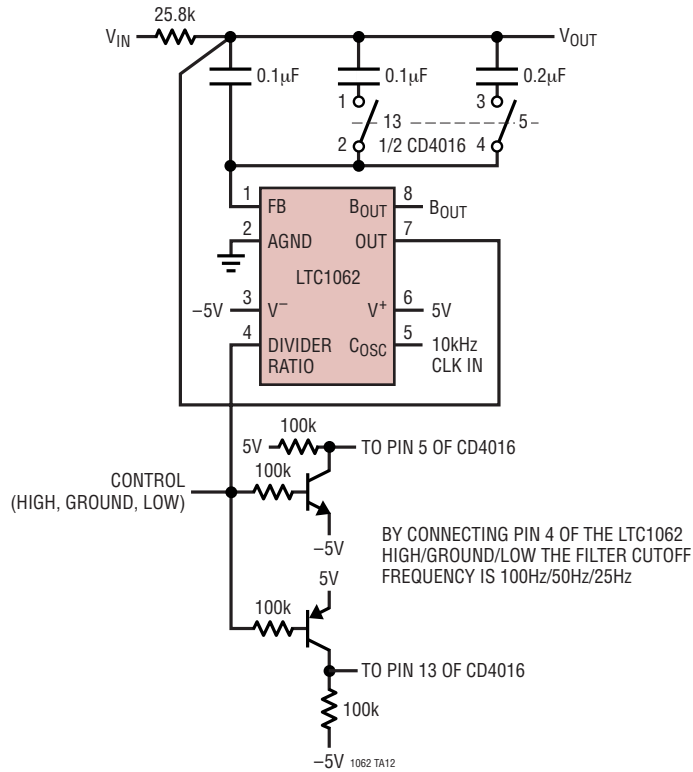 25.8k
VIN
VOUT
0.1µF
0.1µF
0.2µF
1
3
13
5
2
1/2 CD4016
4
1
FB
BOUT
8
BOUT
2
AGND
OUT
7
LTC1062
–5V
3
V–
V+
6
5V
4
DIVIDER
RATIO
COSC
5
10kHz
CLK IN
100k
5V
TO PIN 5 OF CD4016
100k
CONTROL
(HIGH, GROUND, LOW)
–5V
BY CONNECTING PIN 4 OF THE LTC1062
HIGH/GROUND/LOW THE FILTER CUTOFF
FREQUENCY IS 100Hz/50Hz/25Hz
5V
100k
TO PIN 13 OF CD4016
100k
–5V
1062 TA12